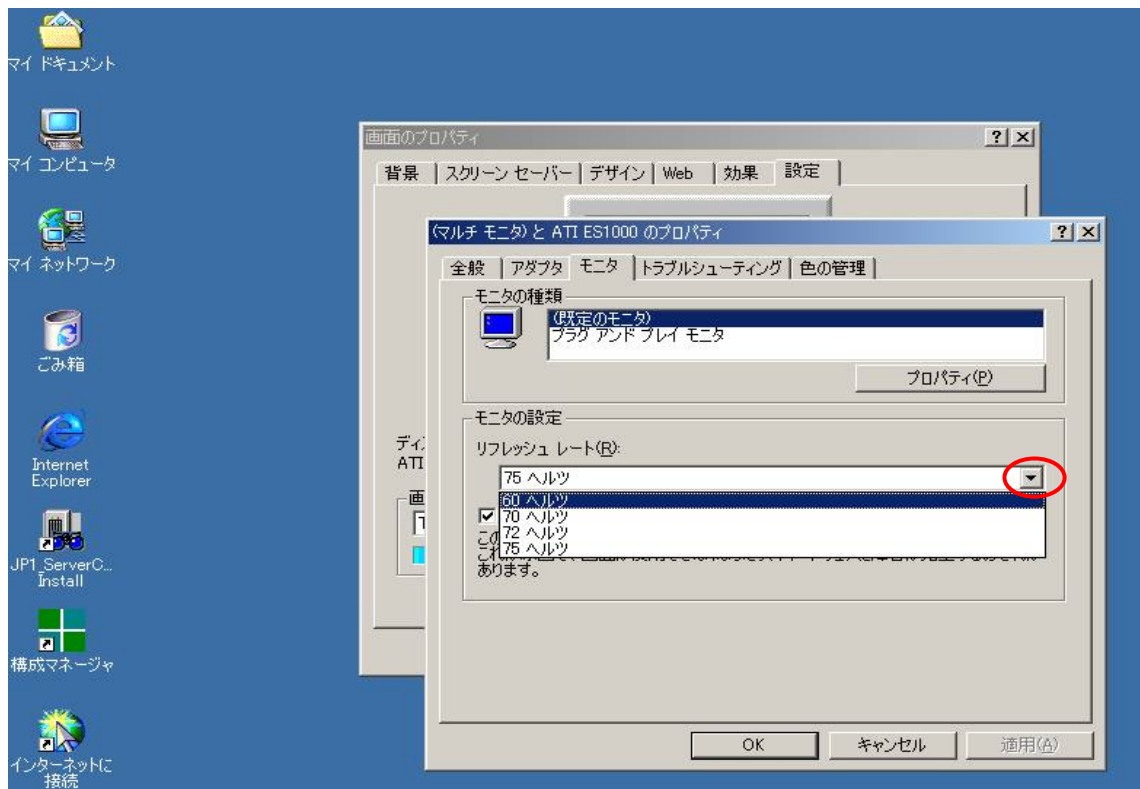 マイ ドキュメント
マイ コンピュータ
マイ ネットワーク
ごみ箱
Internet
Explorer
JP1_ServerC...
Install
構成マネージャ
インターネットに
接続
画面のプロパティ
背景 スクリーン セーバー デザイン Web 効果 設定
ATI
画
(マルチ モニタ) と ATI ES1000 のプロパティ
全般 アダプタ モニタ トラブルシューティング 色の管理
モニタの種類
(既定のモニタ)
プラグ アンド プレイ モニタ
プロパティ(P)
モニタの設定
リフレッシュ レート(R):
75 ヘルツ
60 ヘルツ
70 ヘルツ
72 ヘルツ
75 ヘルツ
あります。
OK キャンセル 適用(A)